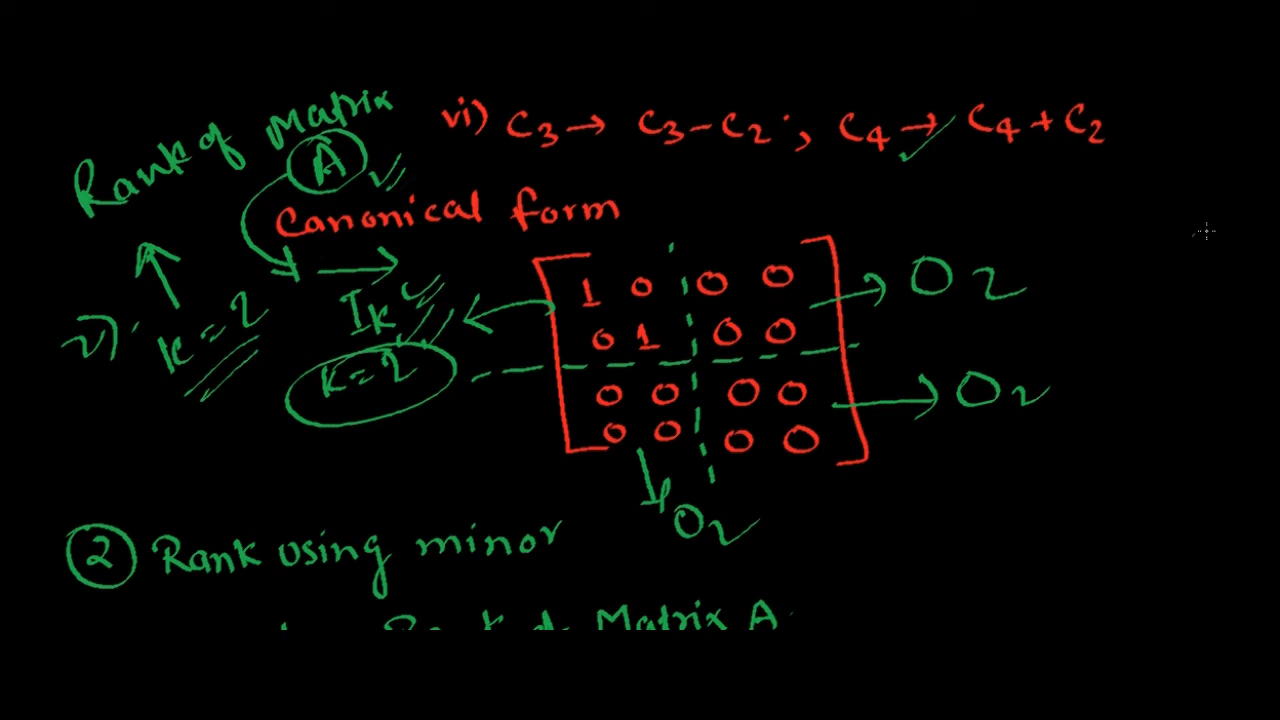 Rank of Matrix
A
vi) C3 → C3 - C2 ; C4 → C4 + C2
Canonical form
1 0 0 0
0 1 0 0
0 0 0 0
0 0 0 0
IK
K=2
O2
O2
O2
v) K=2
2 Rank using minor
Matrix A